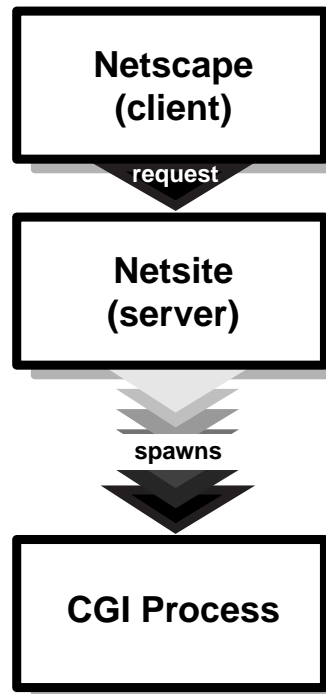 Netscape
(client)
request
Netsite
(server)
spawns
CGI Process